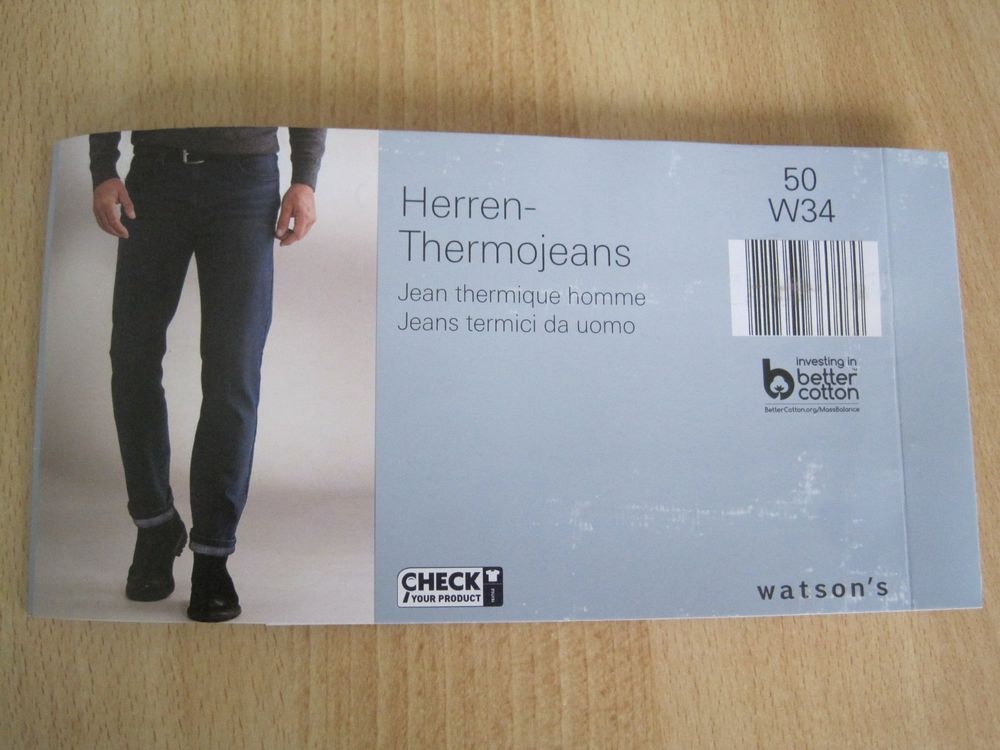 Herren-
Thermojeans
Jean thermique homme
Jeans termici da uomo
50
W34
investing in
better
cotton
BetterCotton.org/MassBalance
CHECK
YOUR PRODUCT
watson's